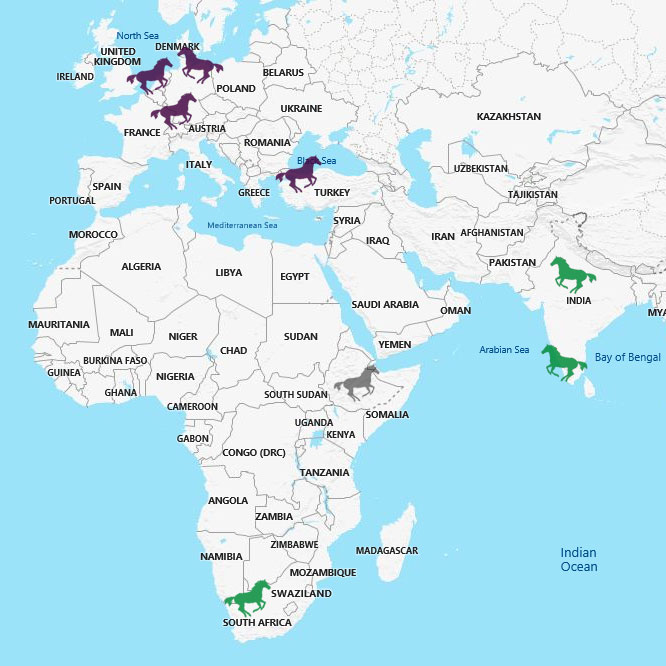 North Sea
DENMARK
UNITED
KINGDOM
IRELAND
BELARUS
POLAND
UKRAINE
KAZAKHSTAN
FRANCE
AUSTRIA
ROMANIA
ITALY
Black Sea
UZBEKISTAN
SPAIN
GREECE
TURKEY
TAJIKISTAN
PORTUGAL
SYRIA
Mediterranean Sea
MOROCCO
IRAQ
IRAN
AFGHANISTAN
PAKISTAN
ALGERIA
LIBYA
EGYPT
INDIA
SAUDI ARABIA
OMAN
MYA
MAURITANIA
MALI
NIGER
SUDAN
CHAD
YEMEN
Arabian Sea
Bay of Bengal
BURKINA FASO
GUINEA
NIGERIA
GHANA
SOUTH SUDAN
CAMEROON
SOMALIA
UGANDA
KENYA
GABON
CONGO (DRC)
TANZANIA
ANGOLA
ZAMBIA
ZIMBABWE
MADAGASCAR
NAMIBIA
MOZAMBIQUE
Indian
Ocean
SWAZILAND
SOUTH AFRICA